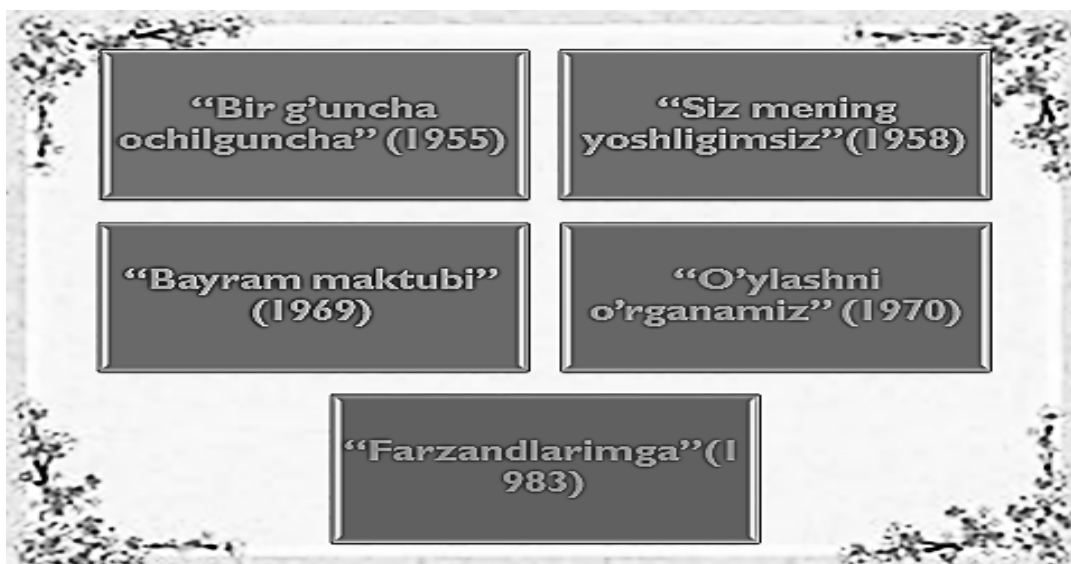 “Bir g’uncha
ochilguncha” (1955)
“Siz mening
yoshligimsiz”(1958)
“Bayram maktubi”
(1969)
“O’ylashni
o’rganamiz” (1970)
“Farzandlarimga”(1
983)